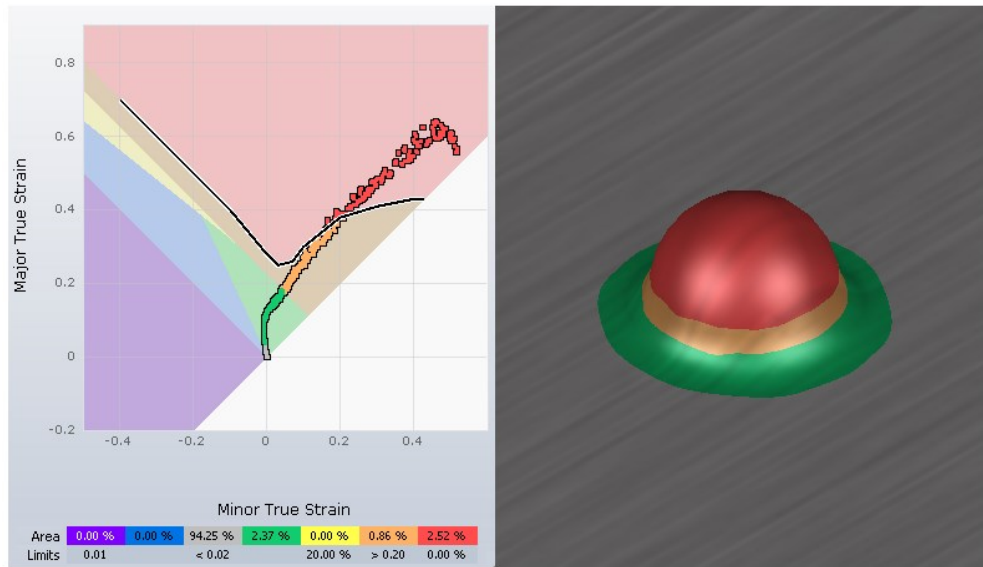 0.8
0.6
0.4
0.2
0
-0.2
-0.4 -0.2 0 0.2 0.4
Major True Strain
Minor True Strain
Area 0.00 % 0.00 % 94.25 % 2.37 % 0.00 % 0.86 % 2.52 %
Limits 0.01 < 0.02 20.00 % > 0.20 0.00 %